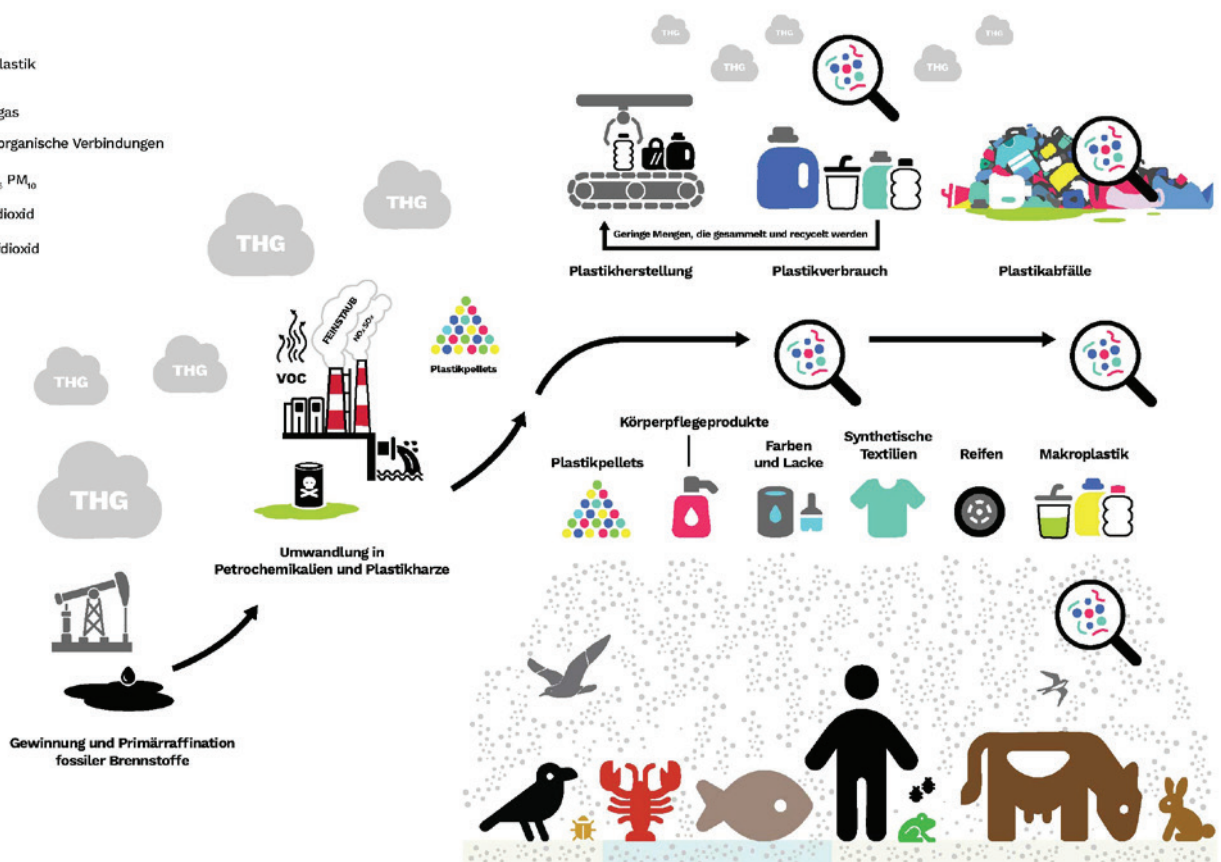 lastik
gas
organische Verbindungen
PM₁₀
dioxid
dioxid
THG
THG
THG
THG
THG
THG
THG
THG
THG
THG
Geringe Mengen, die gesammelt und recycelt werden
Plastikherstellung
Plastikverbrauch
Plastikabfälle
FEINSTAUB
NOx SOx
VOC
Plastikpellets
Umwandlung in
Petrochemikalien und Plastikharze
Gewinnung und Primärraffination
fossiler Brennstoffe
Körperpflegeprodukte
Plastikpellets
Farben
und Lacke
Synthetische
Textilien
Reifen
Makroplastik